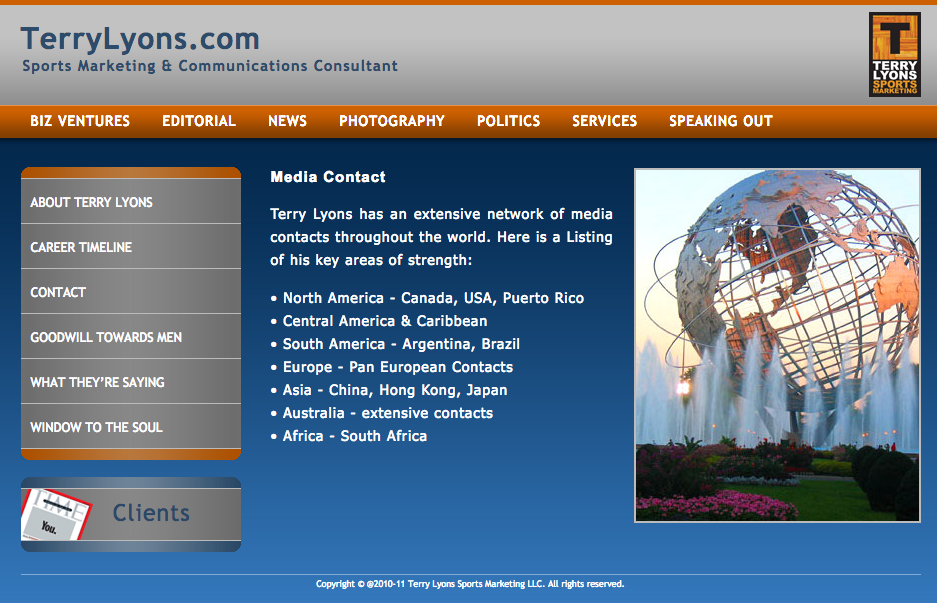 TerryLyons.com
Sports Marketing & Communications Consultant
T
TERRY
LYONS
SPORTS
MARKETING
BIZ VENTURES EDITORIAL NEWS PHOTOGRAPHY POLITICS SERVICES SPEAKING OUT
ABOUT TERRY LYONS
CAREER TIMELINE
CONTACT
GOODWILL TOWARDS MEN
WHAT THEY'RE SAYING
WINDOW TO THE SOUL
TIME
You.
Clients
Media Contact
Terry Lyons has an extensive network of media
contacts throughout the world. Here is a Listing
of his key areas of strength:
• North America - Canada, USA, Puerto Rico
• Central America & Caribbean
• South America - Argentina, Brazil
• Europe - Pan European Contacts
• Asia - China, Hong Kong, Japan
• Australia - extensive contacts
• Africa - South Africa
Copyright © @2010-11 Terry Lyons Sports Marketing LLC. All rights reserved.